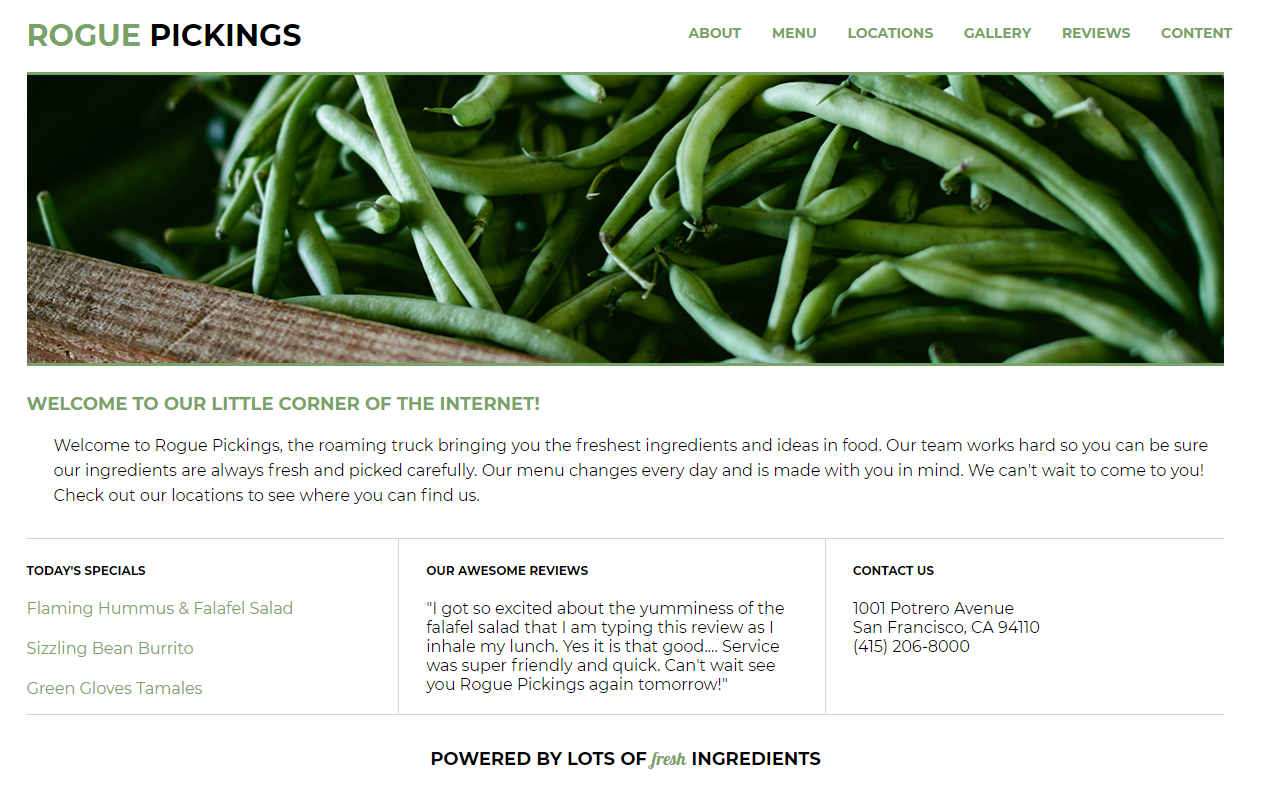 ROGUE PICKINGS
ABOUT MENU LOCATIONS GALLERY REVIEWS CONTENT
WELCOME TO OUR LITTLE CORNER OF THE INTERNET!
Welcome to Rogue Pickings, the roaming truck bringing you the freshest ingredients and ideas in food. Our team works hard so you can be sure
our ingredients are always fresh and picked carefully. Our menu changes every day and is made with you in mind. We can't wait to come to you!
Check out our locations to see where you can find us.
TODAY'S SPECIALS
Flaming Hummus & Falafel Salad
Sizzling Bean Burrito
Green Gloves Tamales
OUR AWESOME REVIEWS
"I got so excited about the yumminess of the
falafel salad that I am typing this review as I
inhale my lunch. Yes it is that good.... Service
was super friendly and quick. Can't wait see
you Rogue Pickings again tomorrow!"
CONTACT US
1001 Potrero Avenue
San Francisco, CA 94110
(415) 206-8000
POWERED BY LOTS OF fresh INGREDIENTS